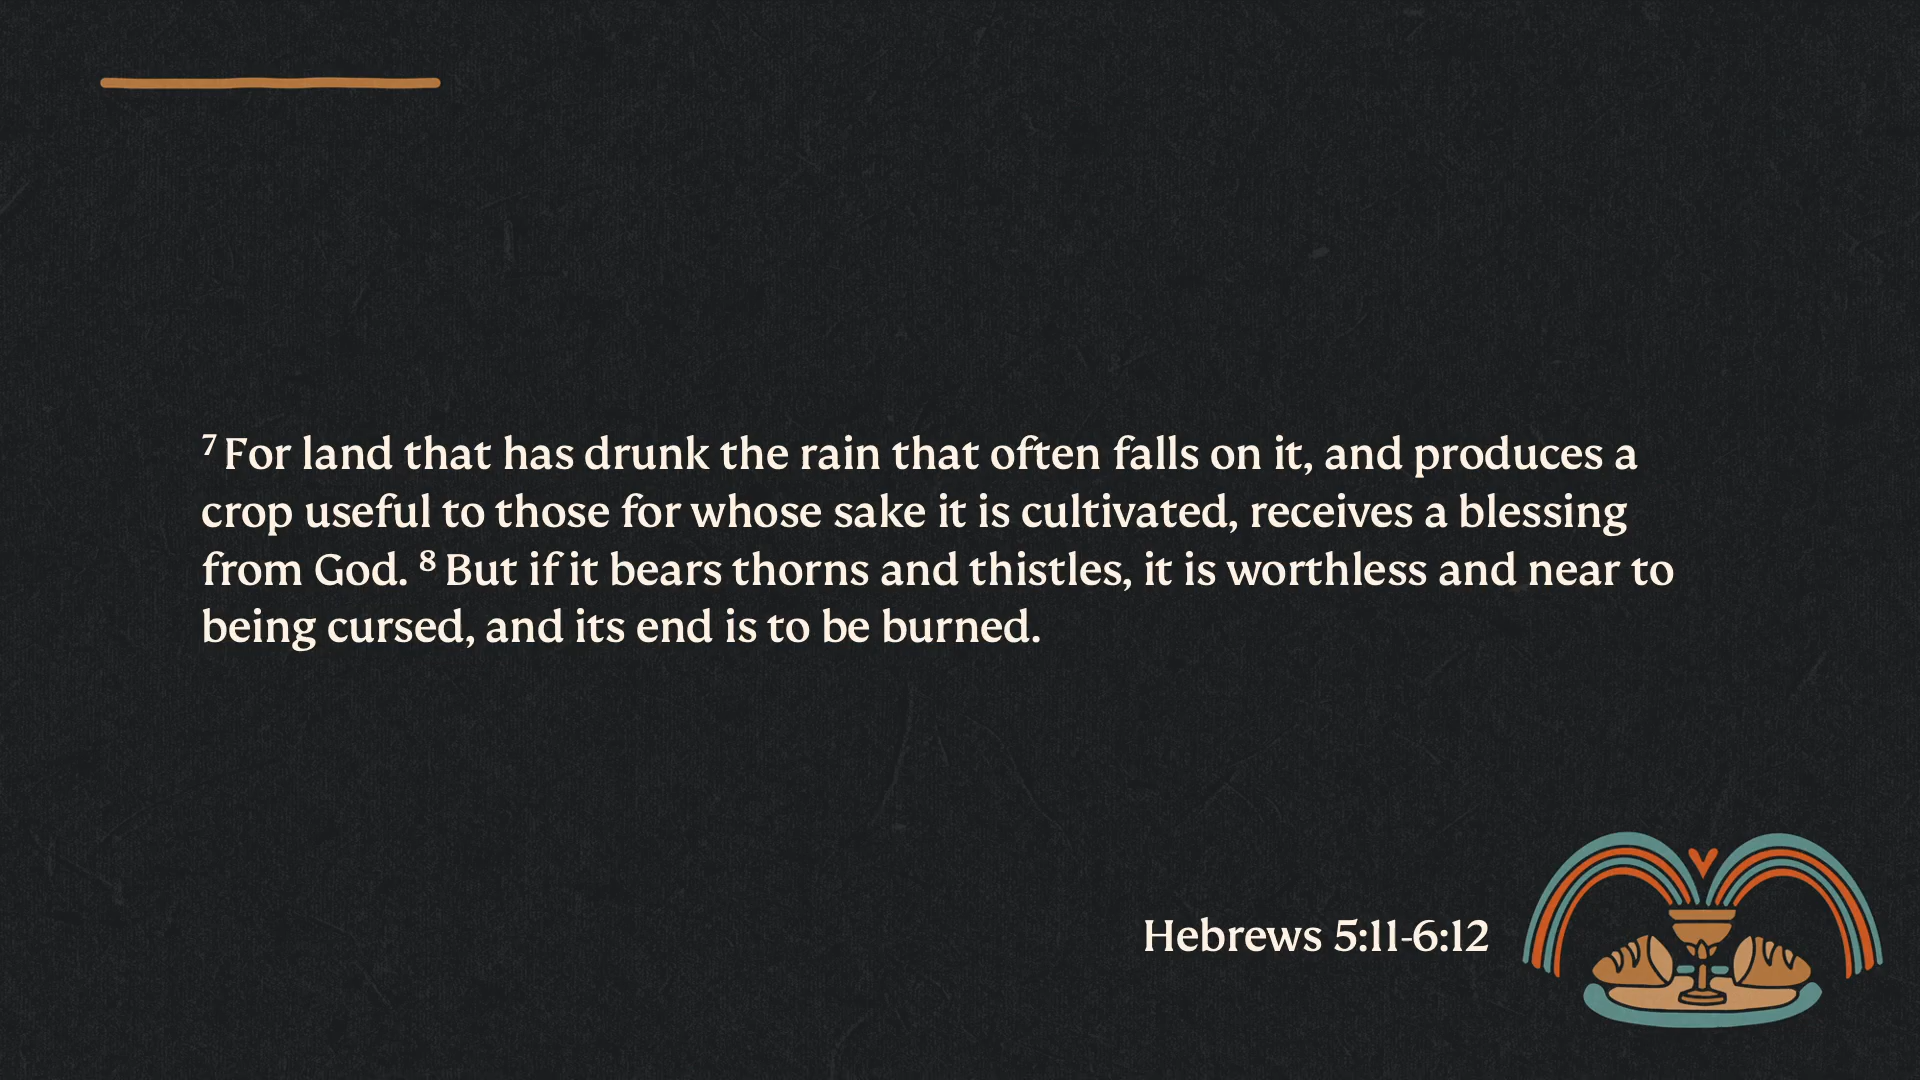 ⁷ For land that has drunk the rain that often falls on it, and produces a
crop useful to those for whose sake it is cultivated, receives a blessing
from God. ⁸ But if it bears thorns and thistles, it is worthless and near to
being cursed, and its end is to be burned.
Hebrews 5:11-6:12